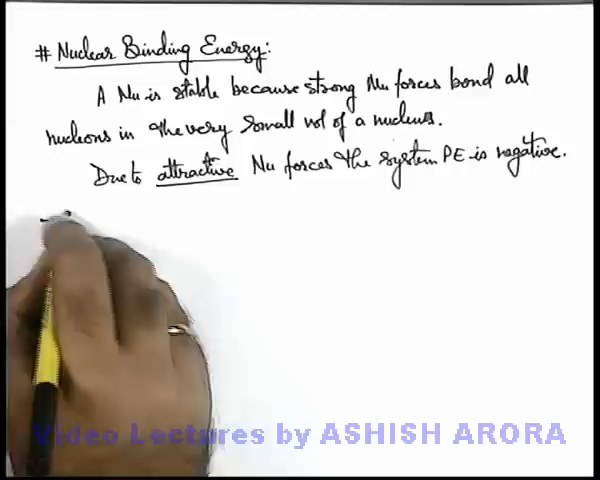 # Nuclear Binding Energy:
A Nu is stable because strong Nu forces bond all
nucleons in the very small vol of a nucleus.
Due to attractive Nu forces the system PE is negative.
Video Lectures by ASHISH ARORA